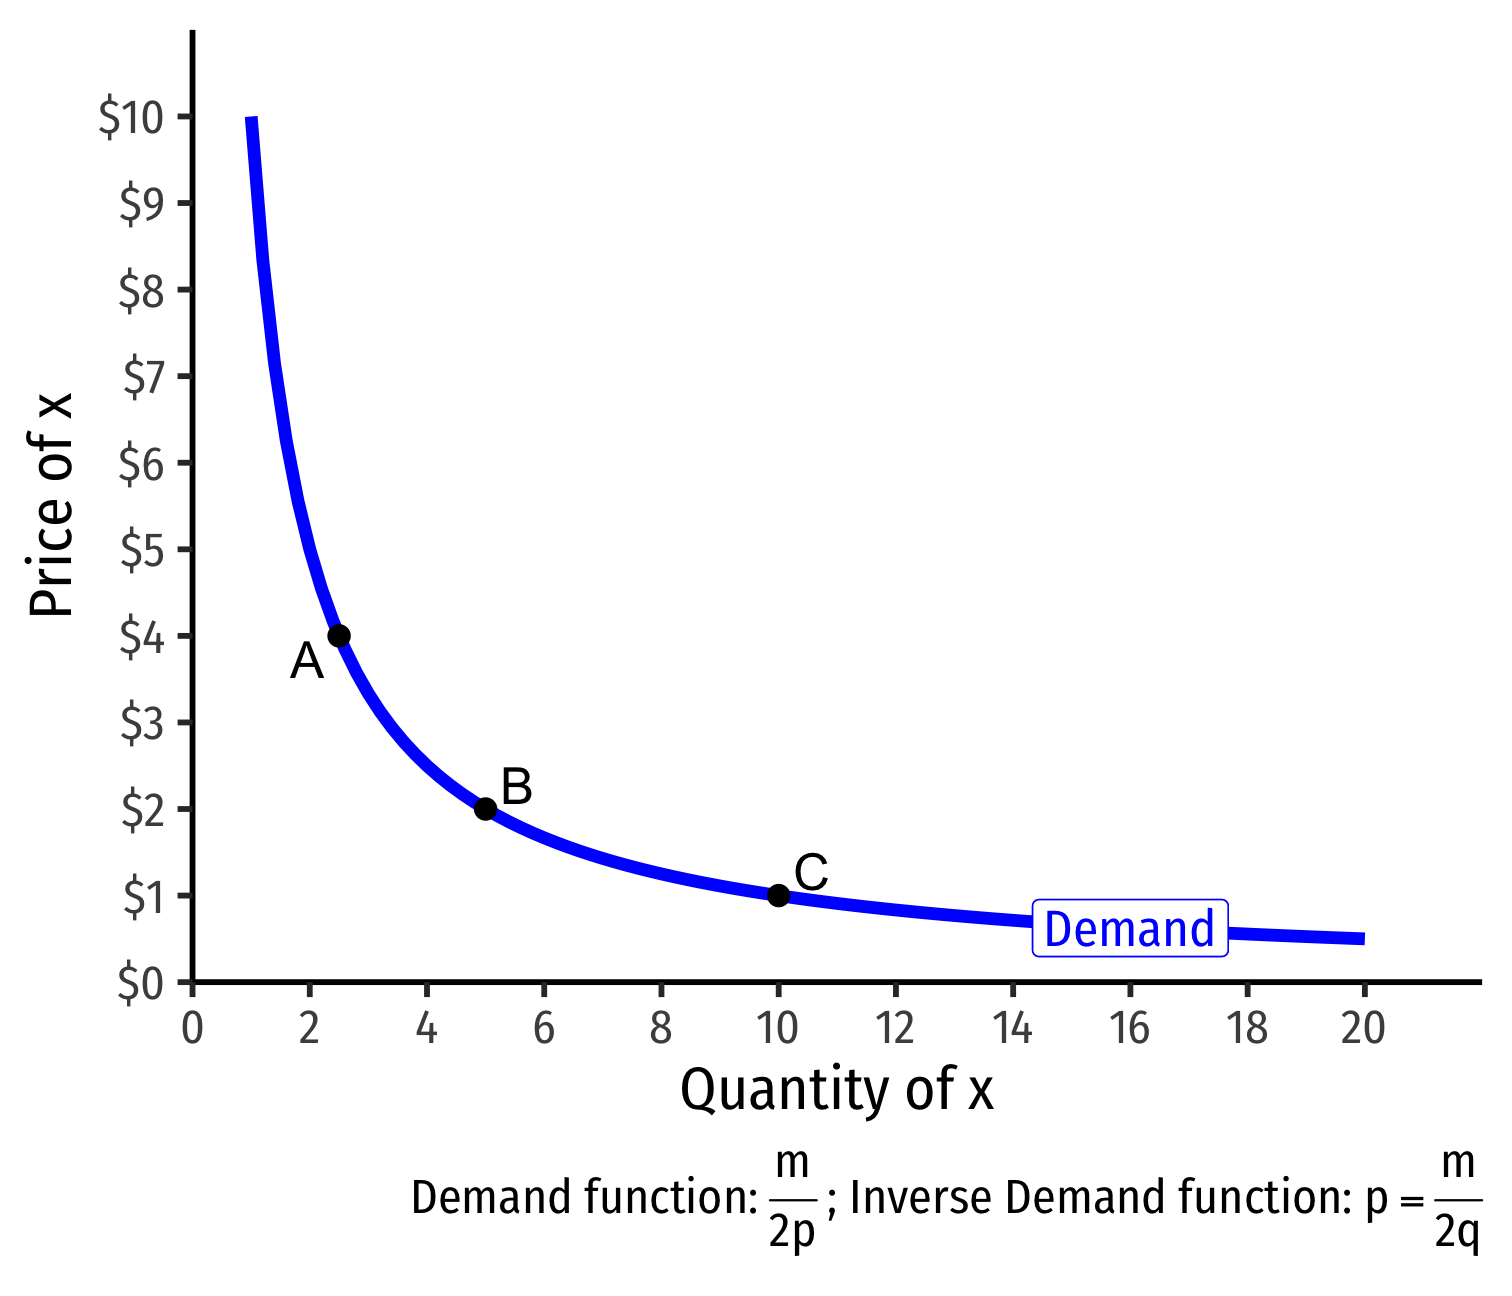 $10
$9
$8
$7
$6
$5
$4
$3
$2
$1
$0
Price of x
A
B
C
Demand
0 2 4 6 8 10 12 14 16 18 20
Quantity of x
Demand function: m/2p ; Inverse Demand function: p = m/2q